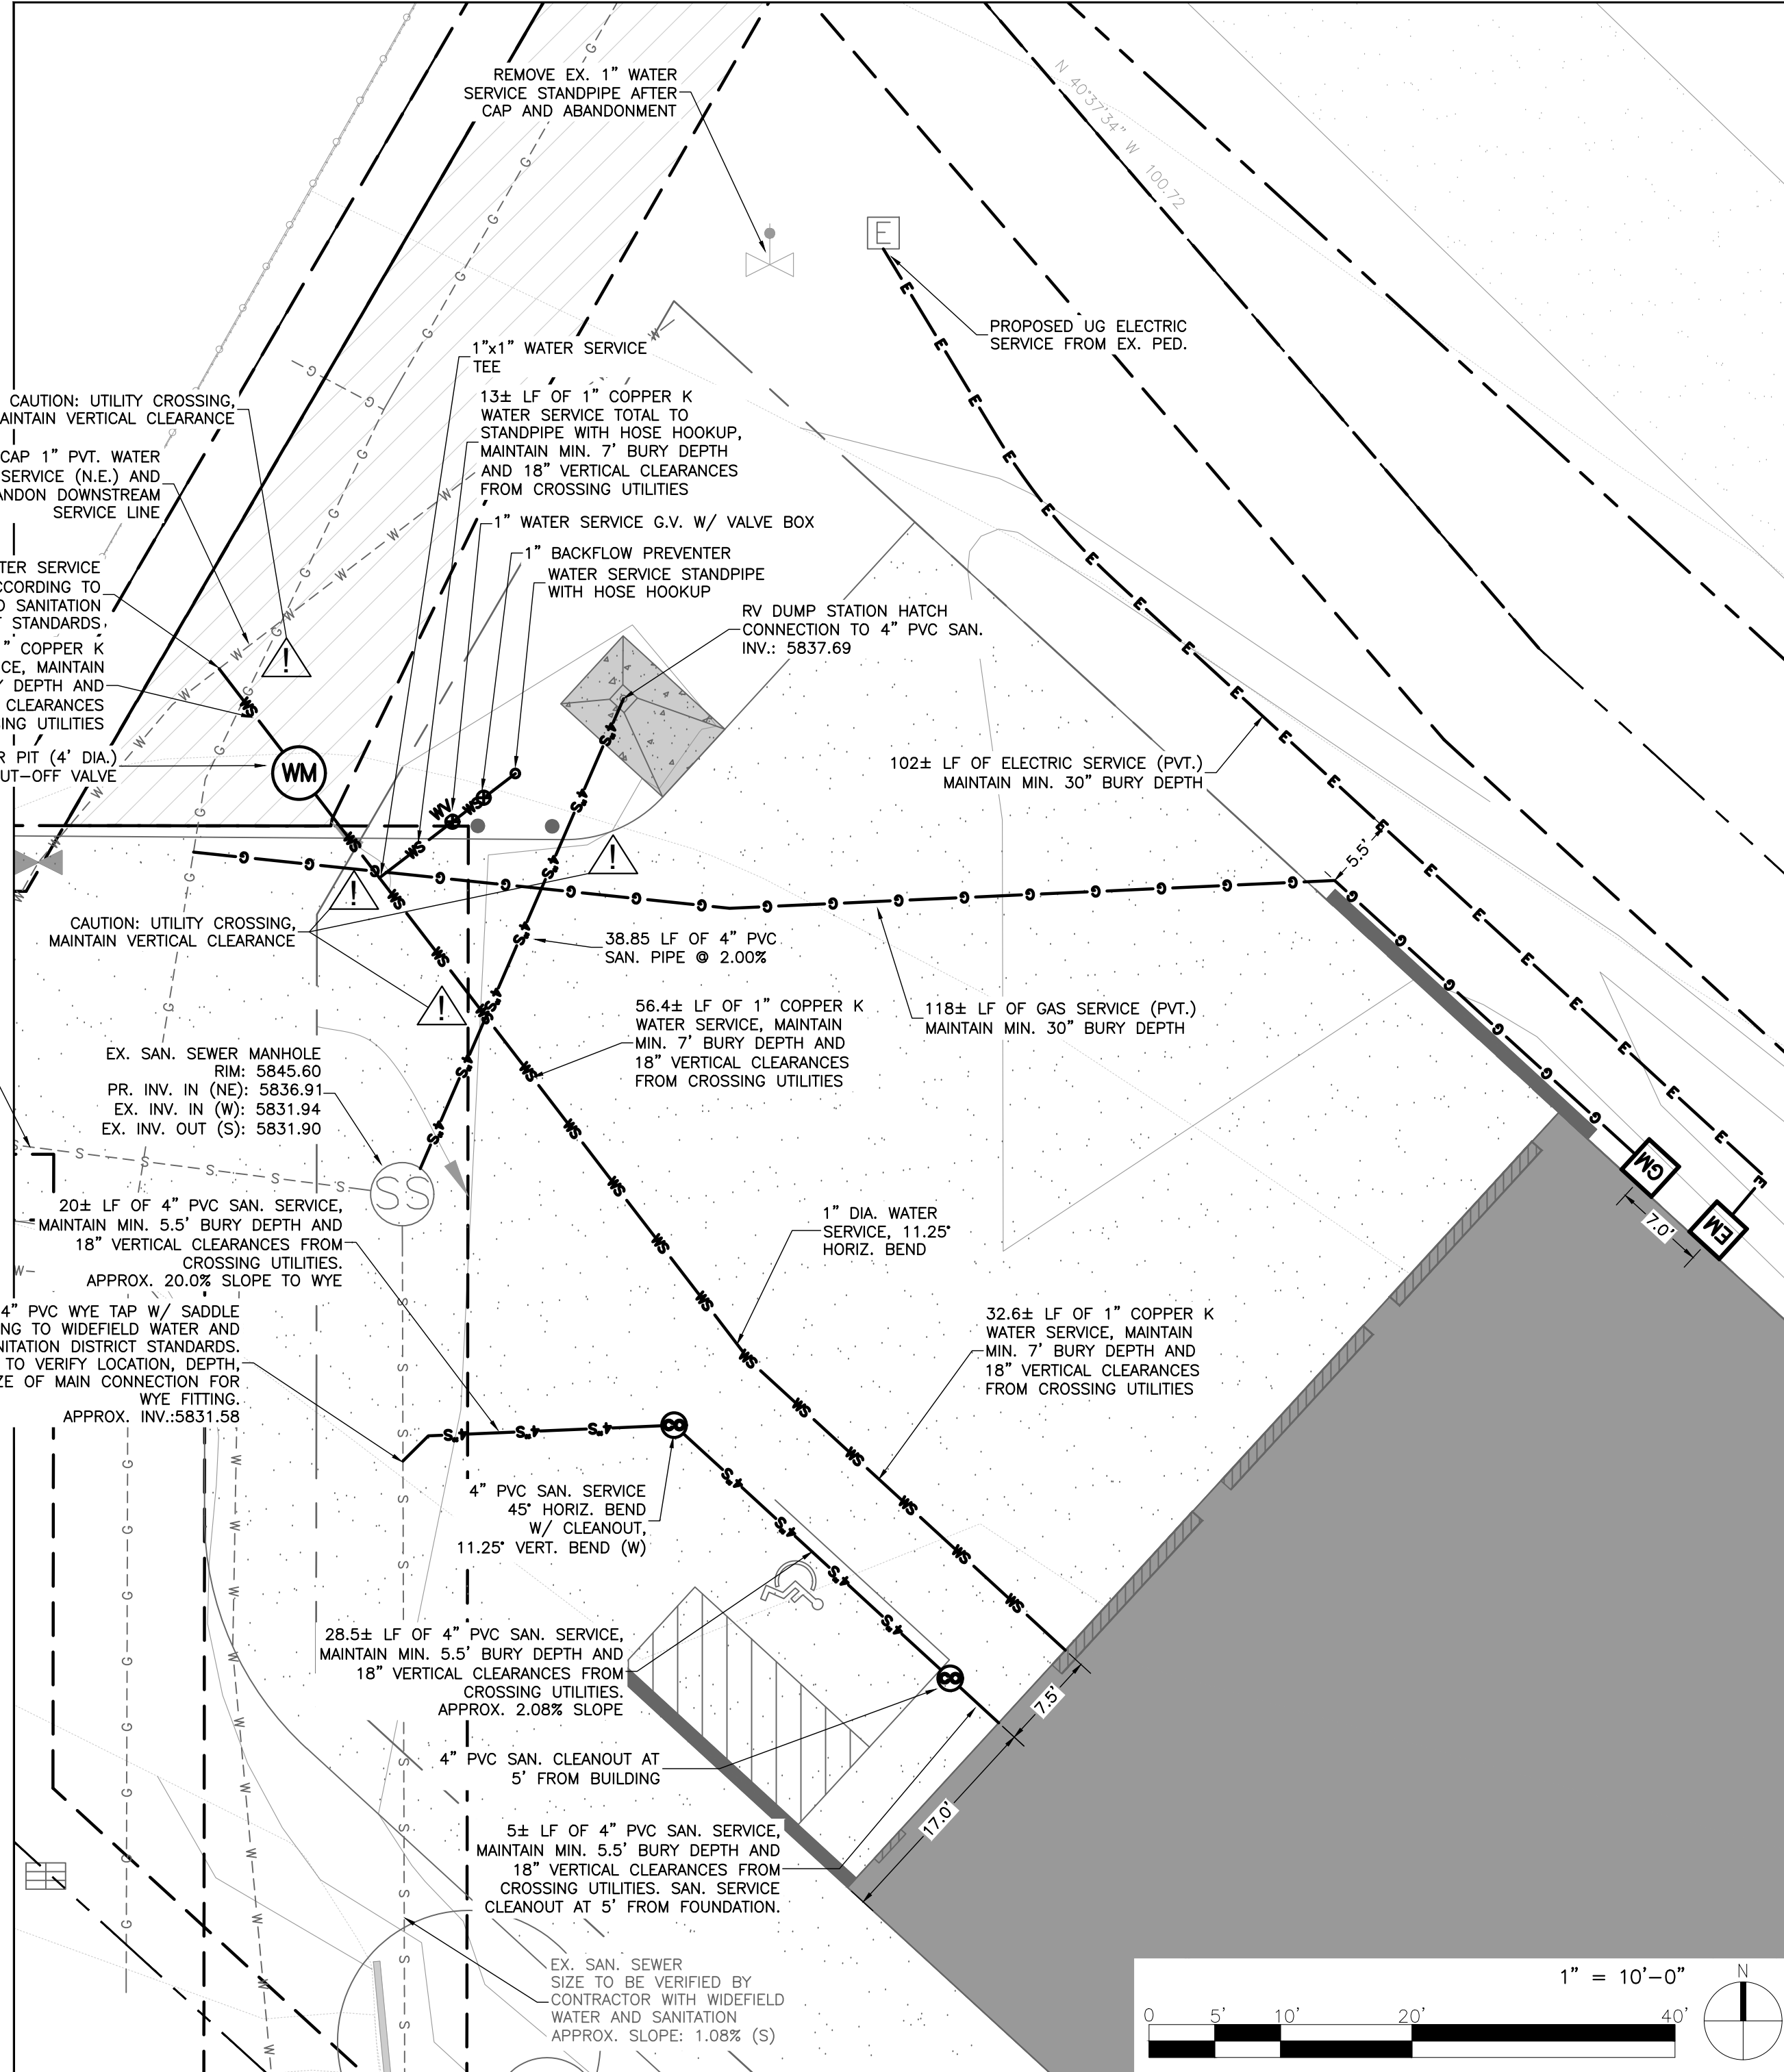 REMOVE EX. 1” WATER
SERVICE STANDPIPE AFTER
CAP AND ABANDONMENT
N 40°37'34" W 100.72
E
PROPOSED UG ELECTRIC
SERVICE FROM EX. PED.
1”x1” WATER SERVICE
TEE
13± LF OF 1” COPPER K
WATER SERVICE TOTAL TO
STANDPIPE WITH HOSE HOOKUP,
MAINTAIN MIN. 7’ BURY DEPTH
AND 18” VERTICAL CLEARANCES
FROM CROSSING UTILITIES
CAUTION: UTILITY CROSSING,
AINTAIN VERTICAL CLEARANCE
CAP 1” PVT. WATER
SERVICE (N.E.) AND
ANDON DOWNSTREAM
SERVICE LINE
1” WATER SERVICE G.V. W/ VALVE BOX
1” BACKFLOW PREVENTER
WATER SERVICE STANDPIPE
WITH HOSE HOOKUP
TER SERVICE
CCORDING TO
D SANITATION
T STANDARDS
” COPPER K
CE, MAINTAIN
Y DEPTH AND
CLEARANCES
SING UTILITIES
R PIT (4’ DIA.)
UT-OFF VALVE
WM
WV
!
RV DUMP STATION HATCH
CONNECTION TO 4” PVC SAN.
INV.: 5837.69
102± LF OF ELECTRIC SERVICE (PVT.)
MAINTAIN MIN. 30” BURY DEPTH
5.5’
!
!
!
CAUTION: UTILITY CROSSING,
MAINTAIN VERTICAL CLEARANCE
38.85 LF OF 4” PVC
SAN. PIPE @ 2.00%
56.4± LF OF 1” COPPER K
WATER SERVICE, MAINTAIN
MIN. 7’ BURY DEPTH AND
18” VERTICAL CLEARANCES
FROM CROSSING UTILITIES
118± LF OF GAS SERVICE (PVT.)
MAINTAIN MIN. 30” BURY DEPTH
EX. SAN. SEWER MANHOLE
RIM: 5845.60
PR. INV. IN (NE): 5836.91
EX. INV. IN (W): 5831.94
EX. INV. OUT (S): 5831.90
SS
GM
EM
7.0’
20± LF OF 4” PVC SAN. SERVICE,
MAINTAIN MIN. 5.5’ BURY DEPTH AND
18” VERTICAL CLEARANCES FROM
CROSSING UTILITIES.
APPROX. 20.0% SLOPE TO WYE
1” DIA. WATER
SERVICE, 11.25°
HORIZ. BEND
4” PVC WYE TAP W/ SADDLE
NG TO WIDEFIELD WATER AND
NITATION DISTRICT STANDARDS.
TO VERIFY LOCATION, DEPTH,
ZE OF MAIN CONNECTION FOR
WYE FITTING.
APPROX. INV.:5831.58
32.6± LF OF 1” COPPER K
WATER SERVICE, MAINTAIN
MIN. 7’ BURY DEPTH AND
18” VERTICAL CLEARANCES
FROM CROSSING UTILITIES
4” PVC SAN. SERVICE
45° HORIZ. BEND
W/ CLEANOUT,
11.25° VERT. BEND (W)
28.5± LF OF 4” PVC SAN. SERVICE,
MAINTAIN MIN. 5.5’ BURY DEPTH AND
18” VERTICAL CLEARANCES FROM
CROSSING UTILITIES.
APPROX. 2.08% SLOPE
7.5’
4” PVC SAN. CLEANOUT AT
5’ FROM BUILDING
17.0’
5± LF OF 4” PVC SAN. SERVICE,
MAINTAIN MIN. 5.5’ BURY DEPTH AND
18” VERTICAL CLEARANCES FROM
CROSSING UTILITIES. SAN. SERVICE
CLEANOUT AT 5’ FROM FOUNDATION.
EX. SAN. SEWER
SIZE TO BE VERIFIED BY
CONTRACTOR WITH WIDEFIELD
WATER AND SANITATION
APPROX. SLOPE: 1.08% (S)
1” = 10’-0”
N
0 5’ 10’ 20’ 40’